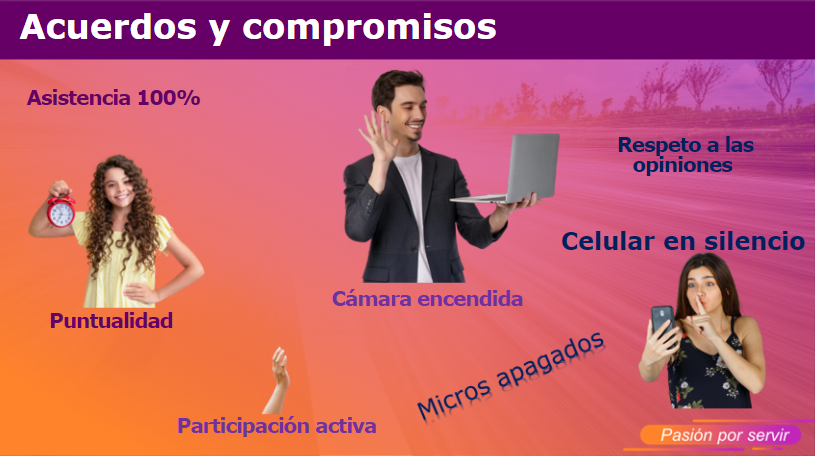 Acuerdos y compromisos
Asistencia 100%
Respeto a las
opiniones
Celular en silencio
Cámara encendida
Puntualidad
Micros apagados
Participación activa
Pasión por servir